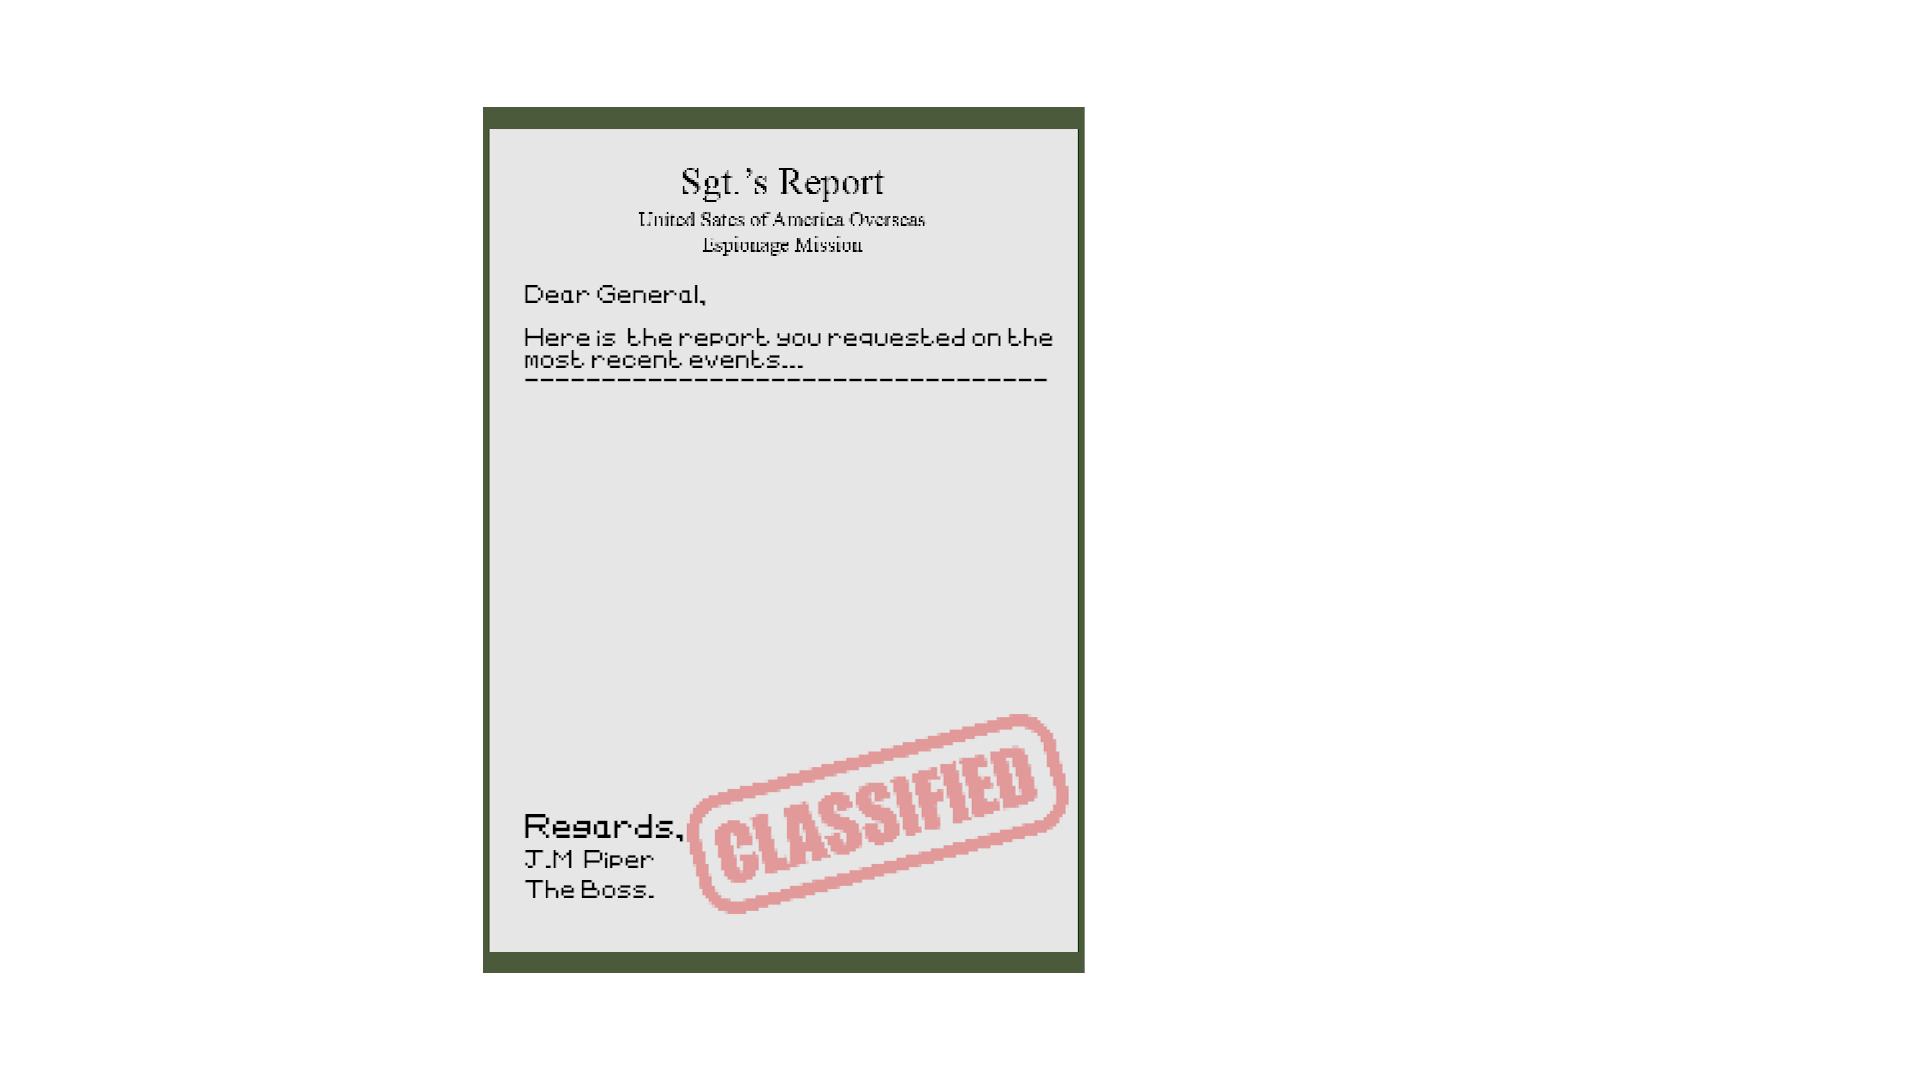 Sgt.’s Report
United Sates of America Overseas
Espionage Mission
Dear General,
Here is the report you requested on the
most recent events...
----------------------------------
CLASSIFIED
Regards,
J.M Piper
The Boss.